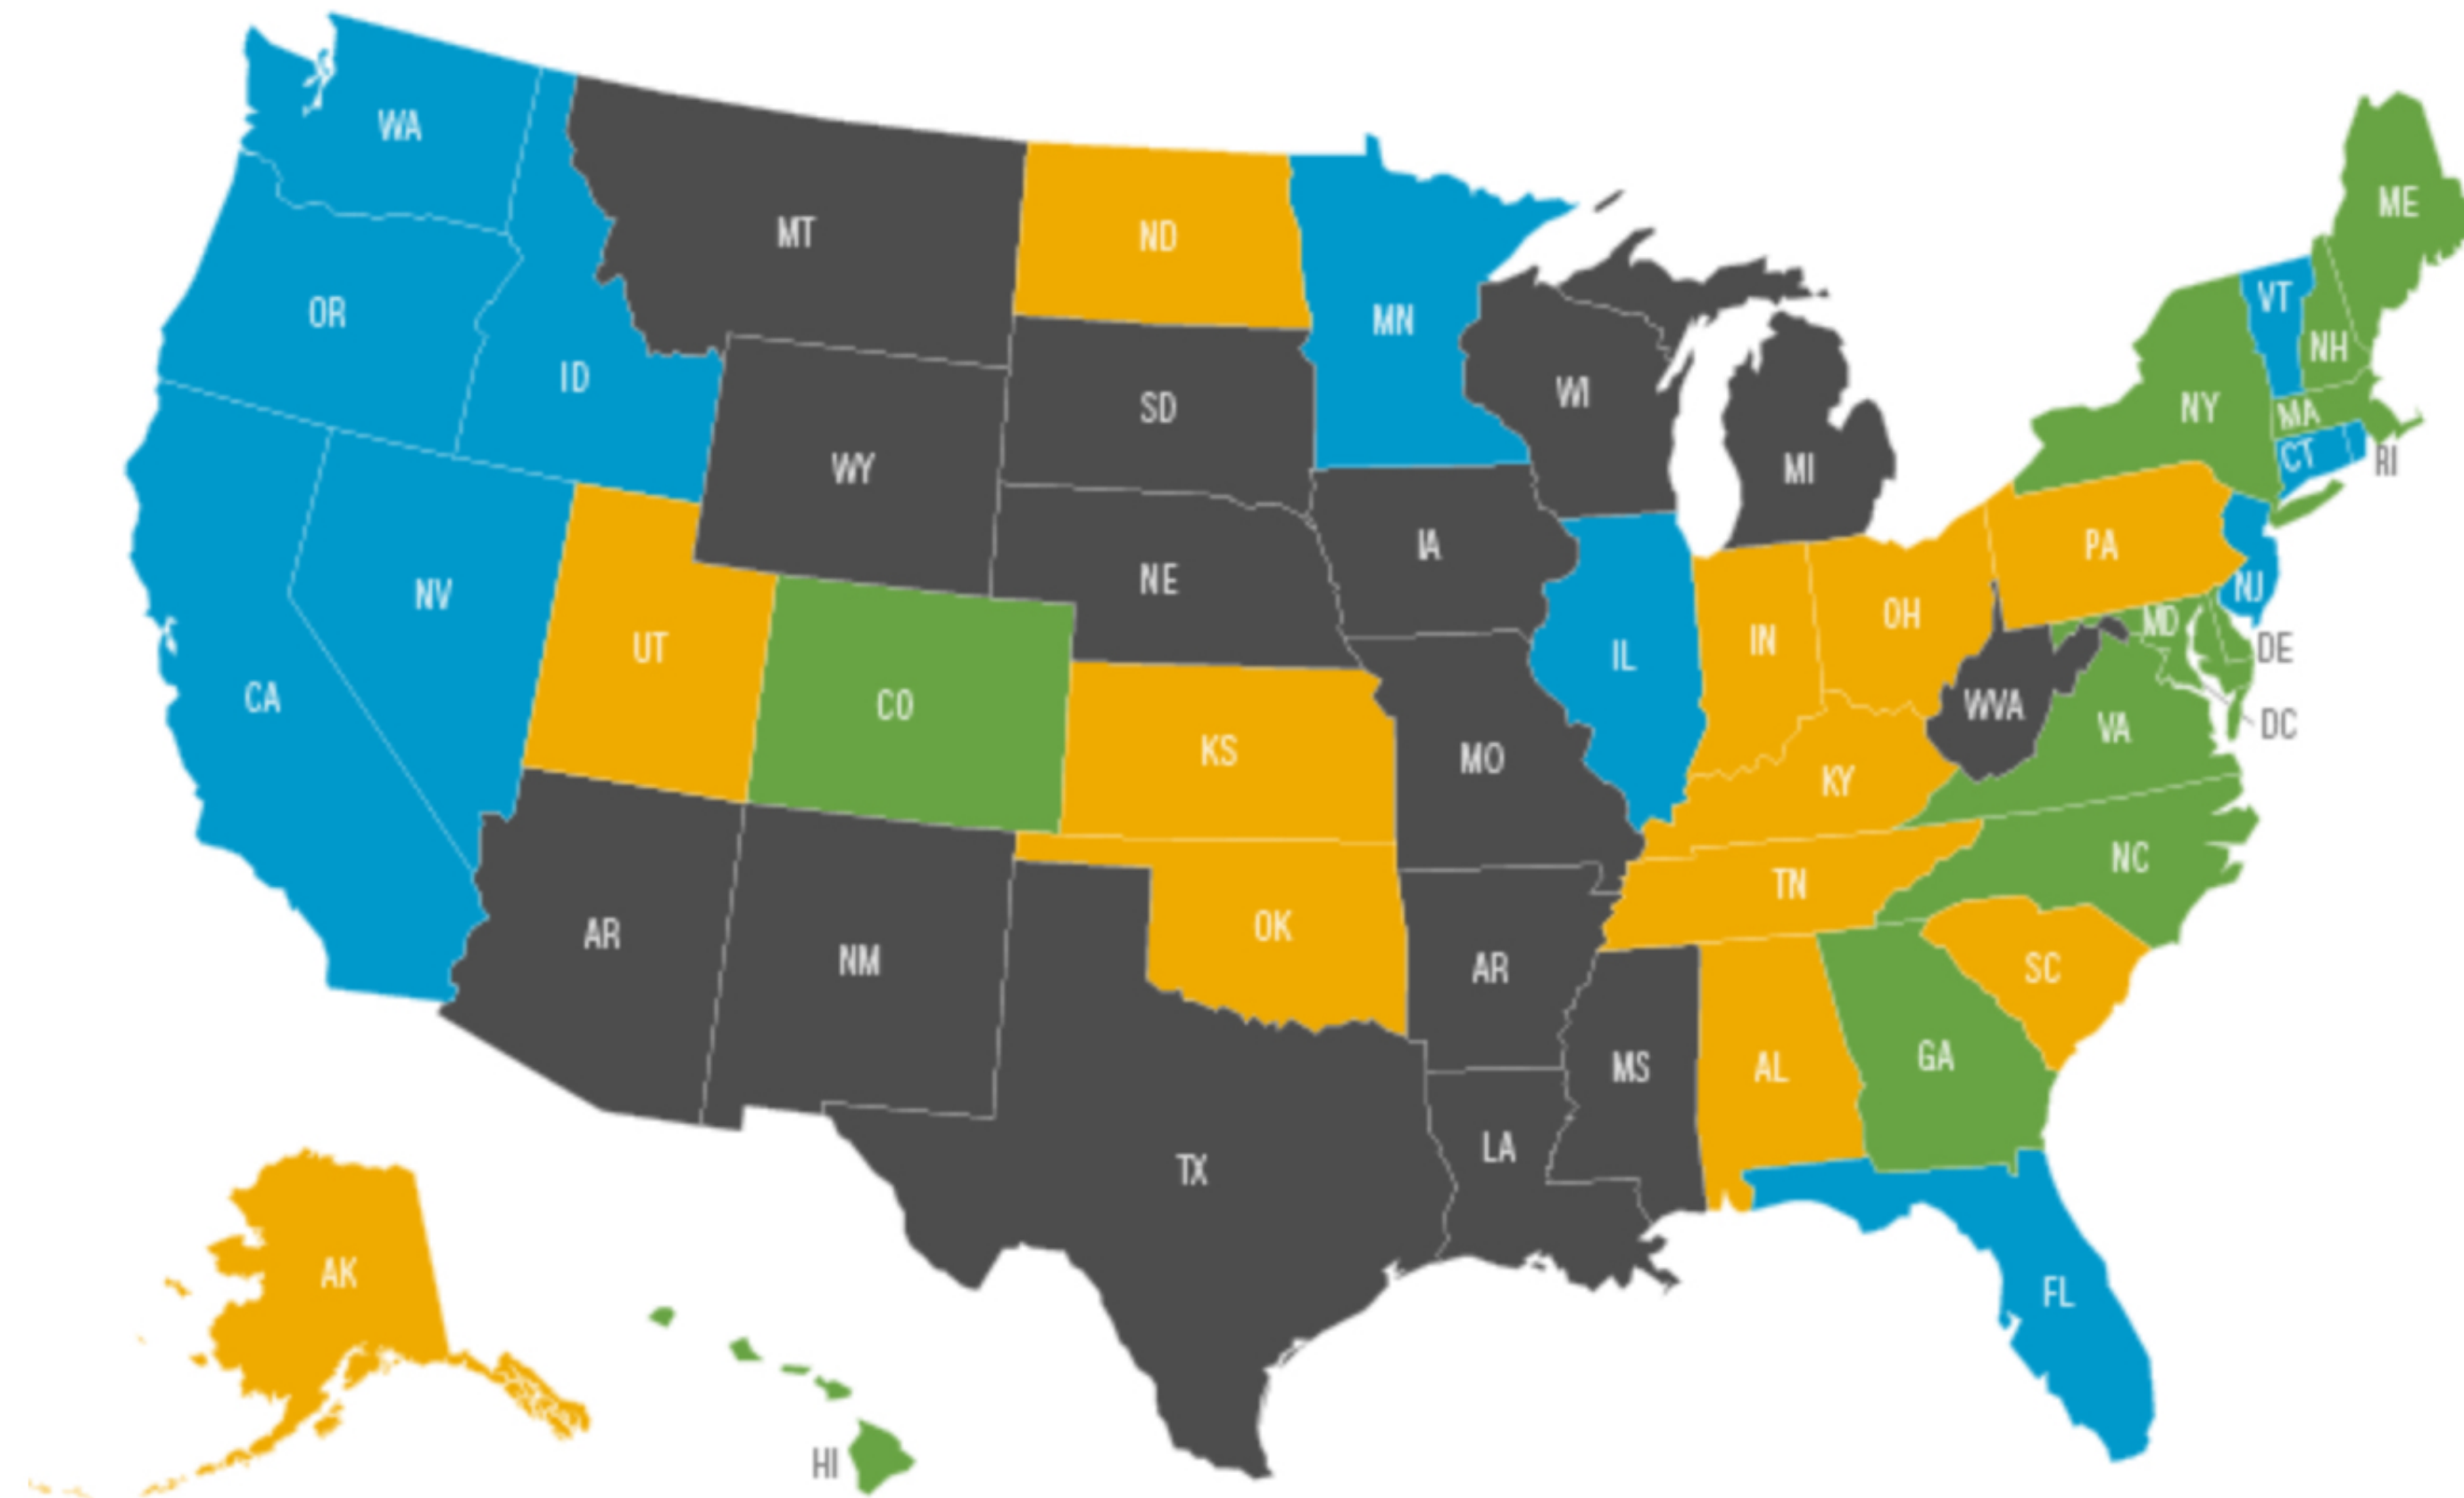 WA
MT
ND
ME
OR
MN
VT
ID
NH
SD
WI
NY
MA
WY
MI
CT
RI
IA
PA
NE
NV
NJ
OH
MD
UT
IN
IL
DE
CA
CO
WVA
DC
VA
KS
MO
KY
NC
TN
AR
NM
OK
AR
SC
GA
MS
AL
LA
TX
AK
FL
HI